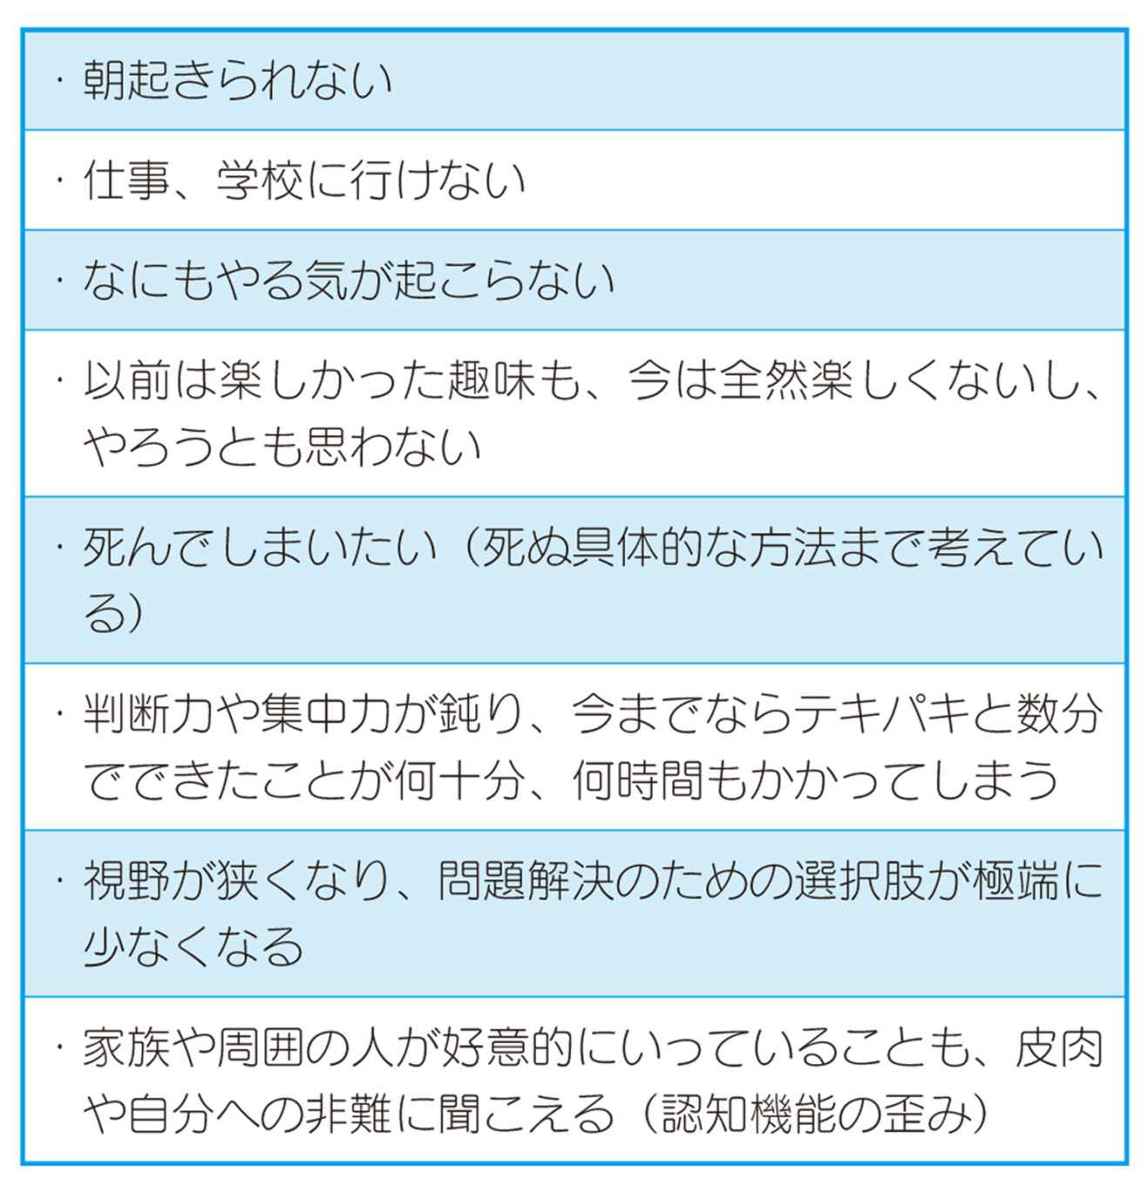 ・朝起きられない
・仕事、学校に行けない
・なにもやる気が起こらない
・以前は楽しかった趣味も、今は全然楽しくないし、
やろうとも思わない
・死んでしまいたい（死ぬ具体的な方法まで考えてい
る）
・判断力や集中力が鈍り、今までならテキパキと数分
でできたことが何十分、何時間もかかってしまう
・視野が狭くなり、問題解決のための選択肢が極端に
少なくなる
・家族や周囲の人が好意的にいっていることも、皮肉
や自分への非難に聞こえる（認知機能の歪み）